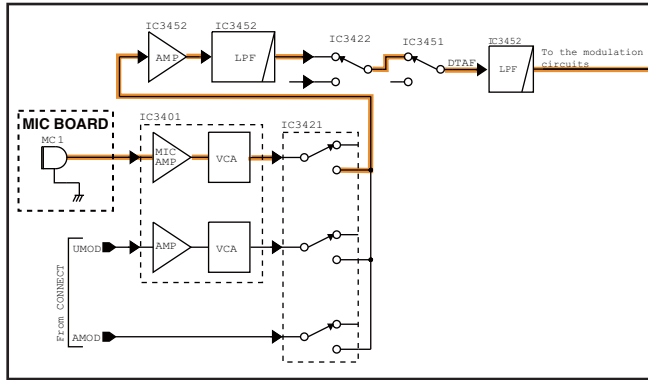 IC3452
IC3452
IC3422
IC3451
IC3452
AMP
LPF
DTAF
LPF
To the modulation
circuits
MIC BOARD
MC1
IC3401
IC3421
MIC
AMP
VCA
From CONNECT
UMOD
AMP
VCA
AMOD